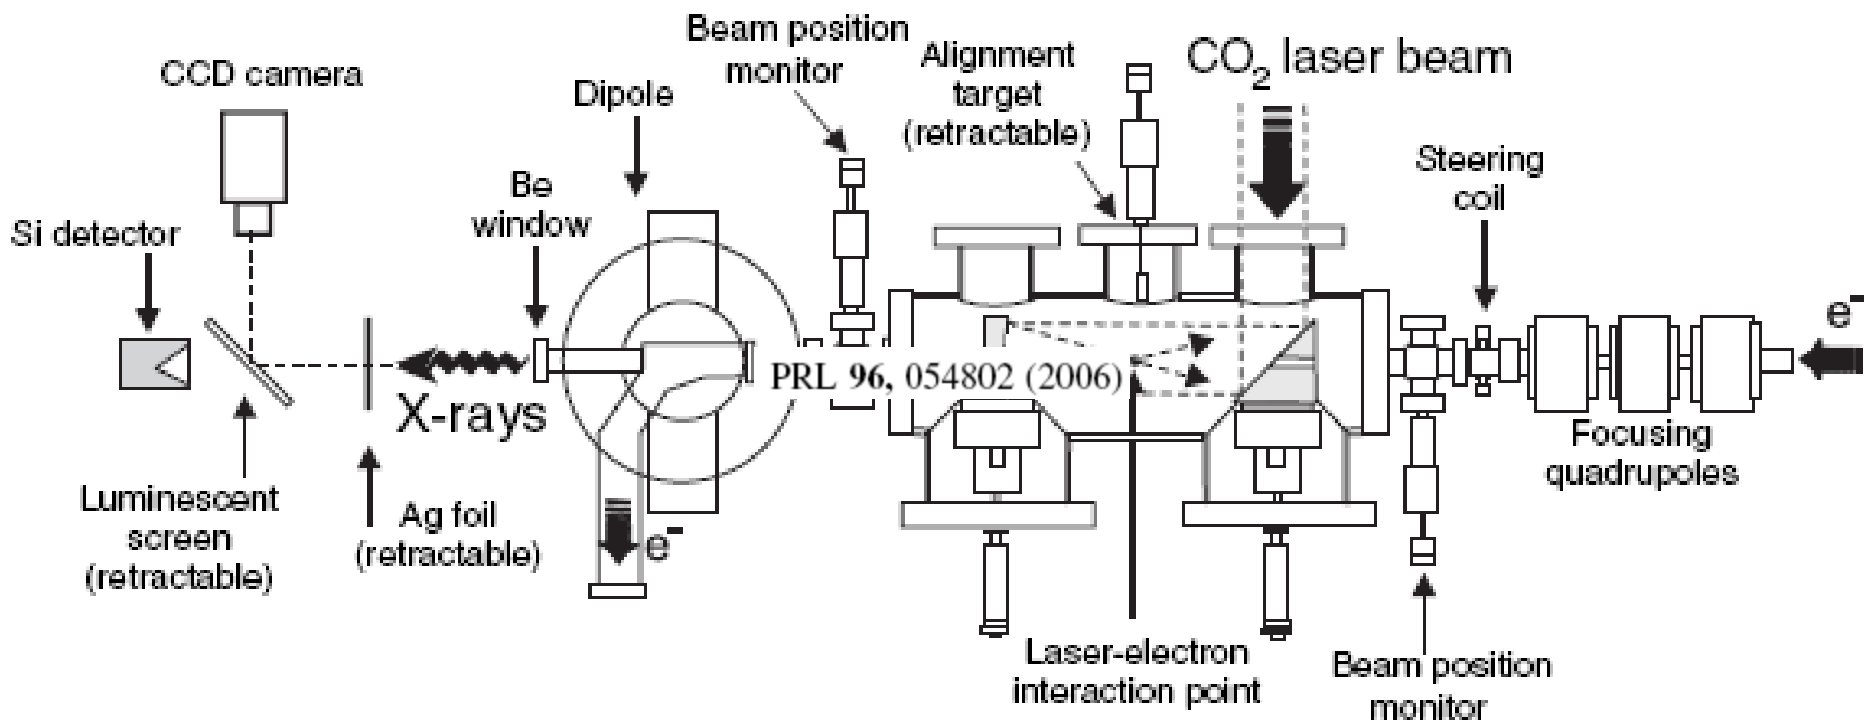 Beam position
monitor
Alignment
target
(retractable)
CO₂ laser beam
CCD camera
Dipole
Steering
coil
Be
window
Si detector
e-
PRL 96, 054802 (2006)
X-rays
Focusing
quadrupoles
Luminescent
screen
(retractable)
Ag foil
(retractable)
e-
Laser-electron
interaction point
Beam position
monitor